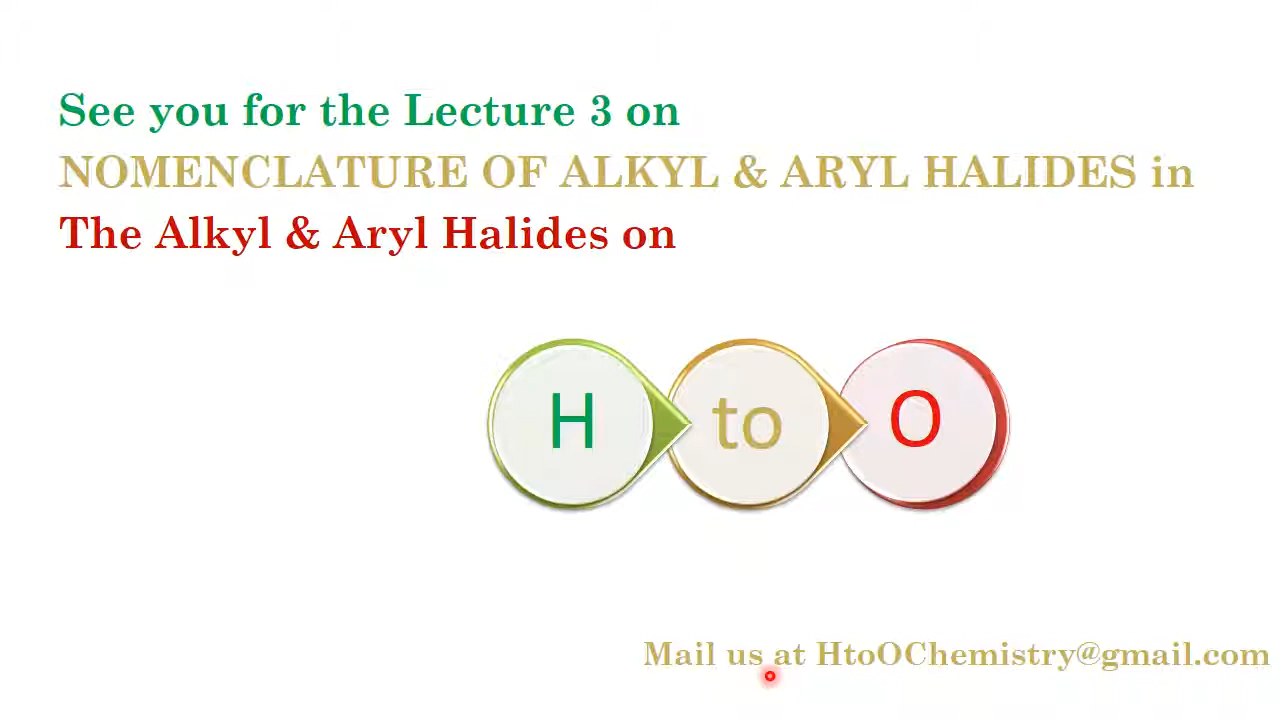 See you for the Lecture 3 on
NOMENCLATURE OF ALKYL & ARYL HALIDES in
The Alkyl & Aryl Halides on
H to O
Mail us at HtoOChemistry@gmail.com